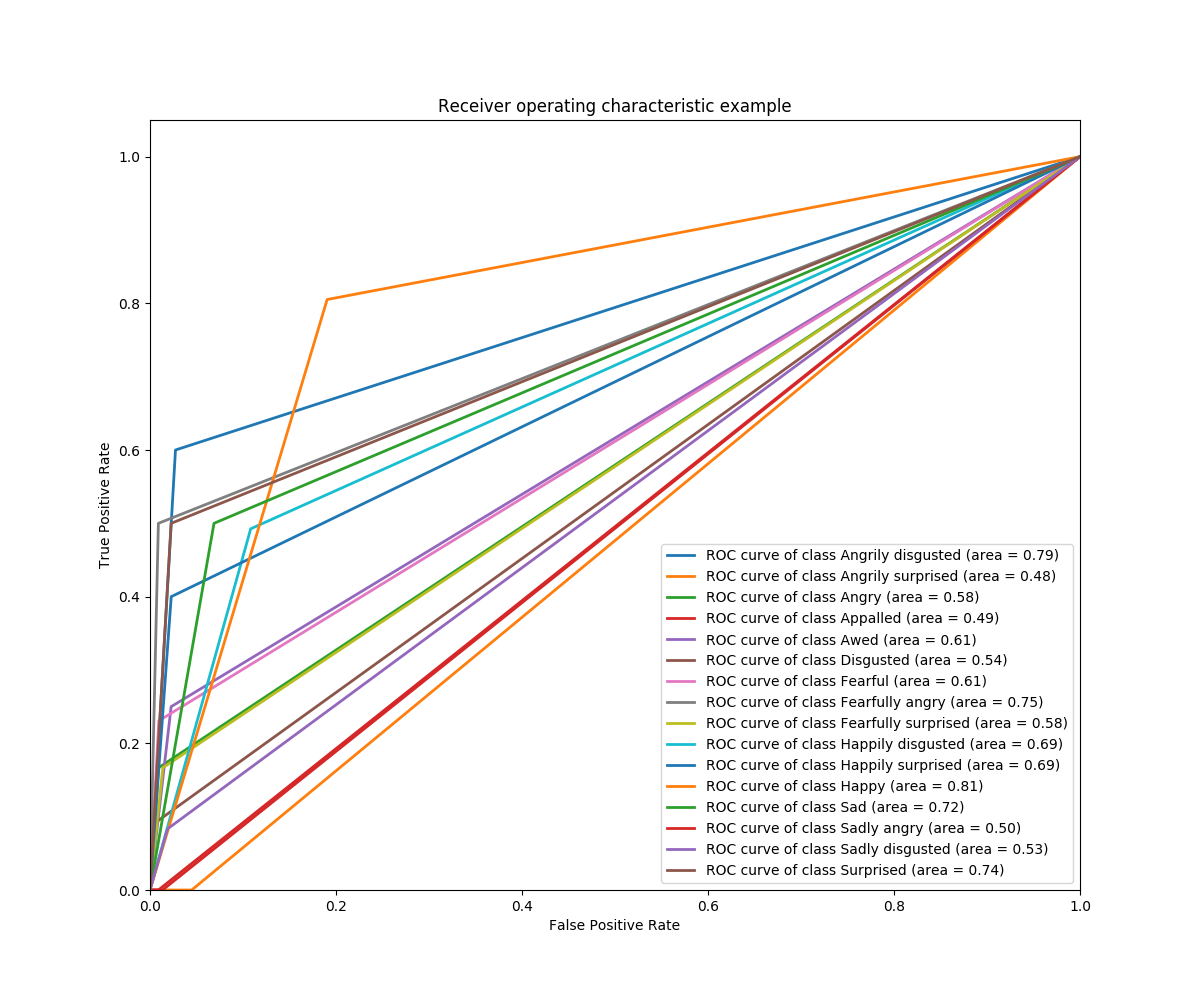 Receiver operating characteristic example
1.0
0.8
0.6
0.4
0.2
0.0
True Positive Rate
ROC curve of class Angrily disgusted (area = 0.79)
ROC curve of class Angrily surprised (area = 0.48)
ROC curve of class Angry (area = 0.58)
ROC curve of class Appalled (area = 0.49)
ROC curve of class Awed (area = 0.61)
ROC curve of class Disgusted (area = 0.54)
ROC curve of class Fearful (area = 0.61)
ROC curve of class Fearfully angry (area = 0.75)
ROC curve of class Fearfully surprised (area = 0.58)
ROC curve of class Happily disgusted (area = 0.69)
ROC curve of class Happily surprised (area = 0.69)
ROC curve of class Happy (area = 0.81)
ROC curve of class Sad (area = 0.72)
ROC curve of class Sadly angry (area = 0.50)
ROC curve of class Sadly disgusted (area = 0.53)
ROC curve of class Surprised (area = 0.74)
0.0 0.2 0.4 0.6 0.8 1.0
False Positive Rate